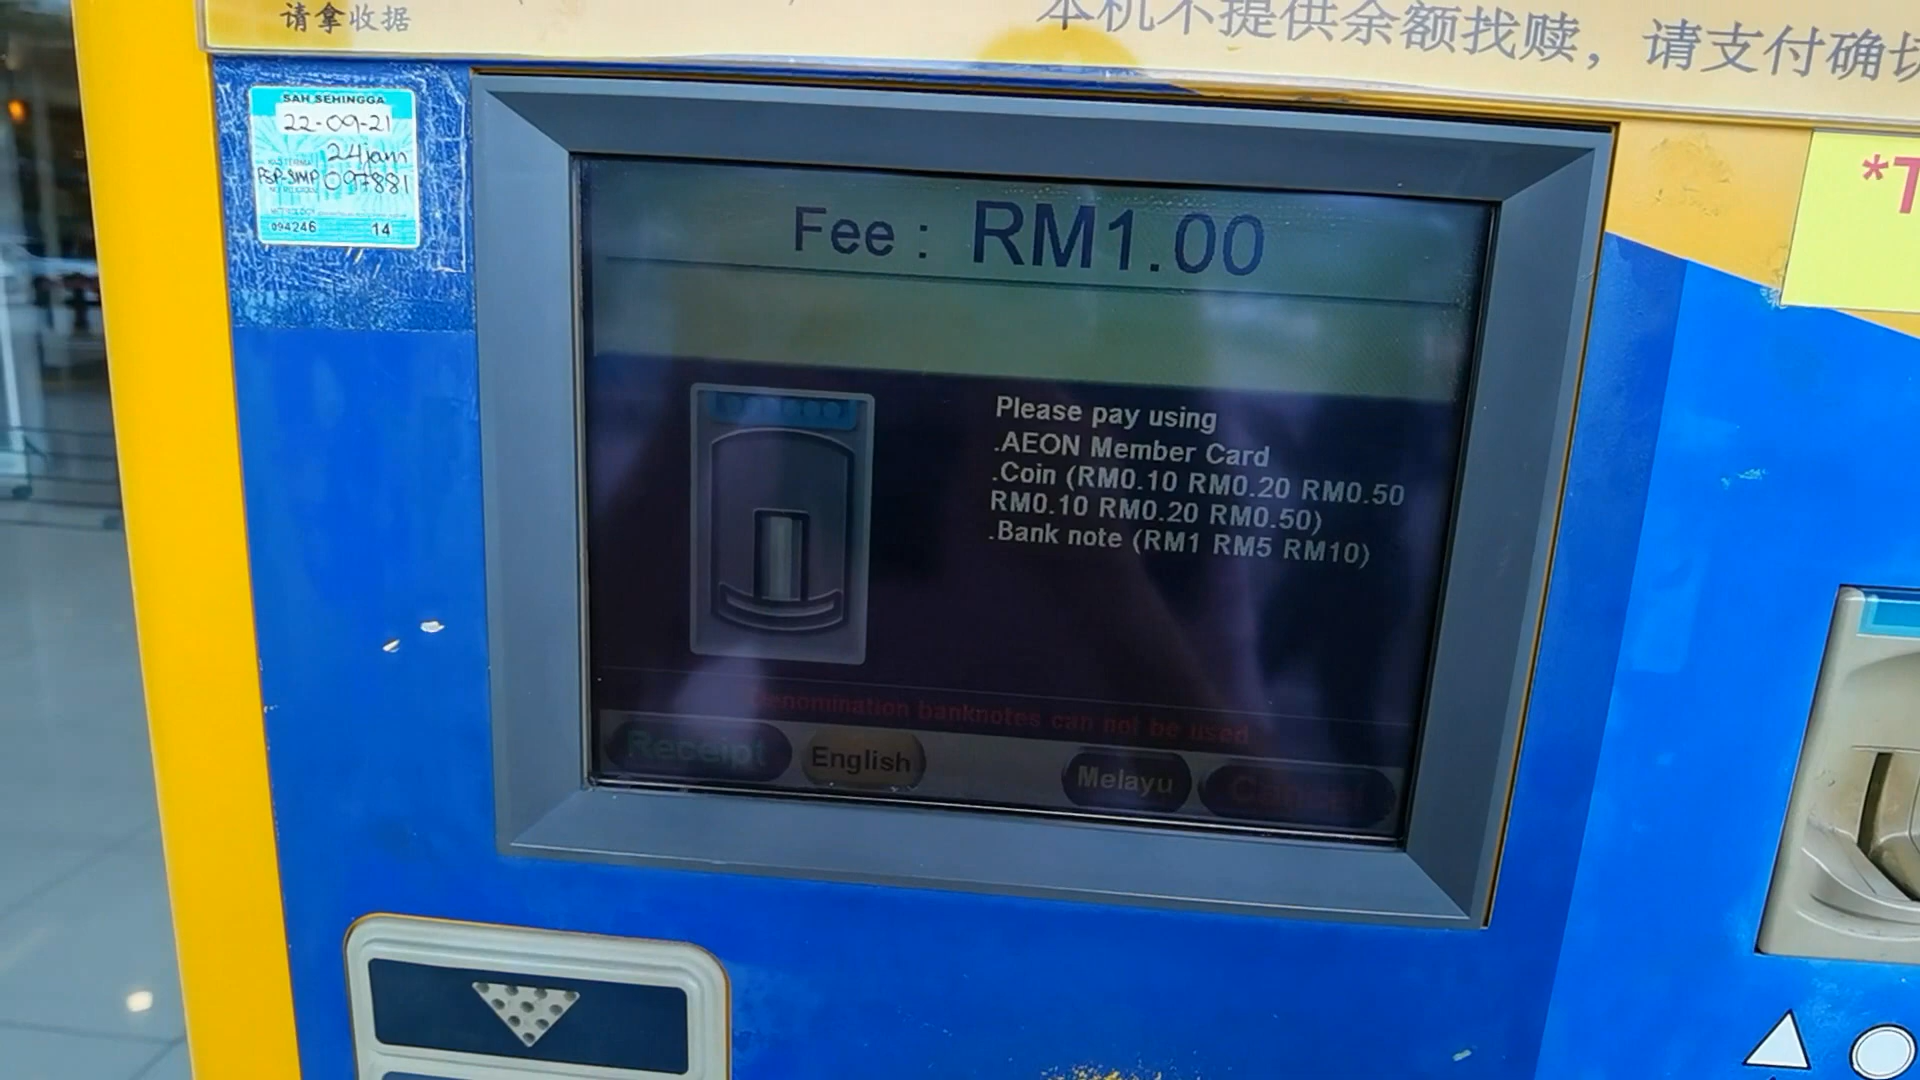 请拿收据
本机不提供余额找赎，请支付确切
SAH SEHINGGA
22-09-21
24jam
PSP-SMP 097881
094246 14
*T
Fee : RM1.00
Please pay using
.AEON Member Card
.Coin (RM0.10 RM0.20 RM0.50
RM0.10 RM0.20 RM0.50)
.Bank note (RM1 RM5 RM10)
denomination banknotes can not be used
Receipt English Melayu Cancel